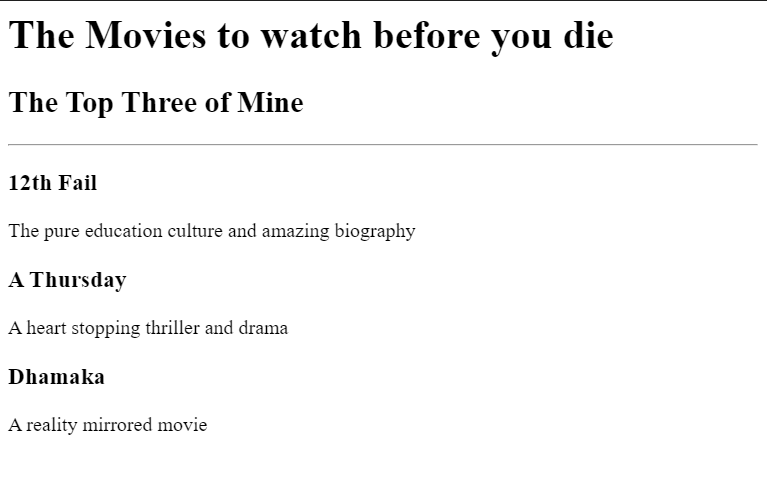 The Movies to watch before you die
The Top Three of Mine
12th Fail
The pure education culture and amazing biography
A Thursday
A heart stopping thriller and drama
Dhamaka
A reality mirrored movie